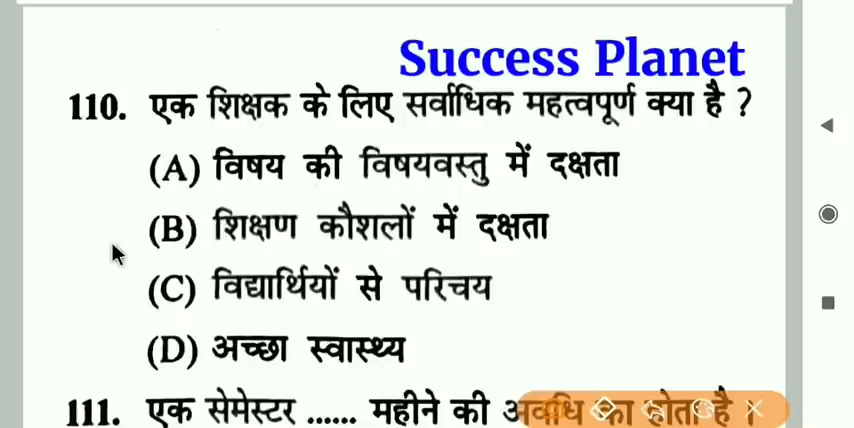 Success Planet
110. एक शिक्षक के लिए सर्वाधिक महत्वपूर्ण क्या है ?
(A) विषय की विषयवस्तु में दक्षता
(B) शिक्षण कौशलों में दक्षता
(C) विद्यार्थियों से परिचय
(D) अच्छा स्वास्थ्य
111. एक सेमेस्टर ...... महीने की अवधि का होता है ।